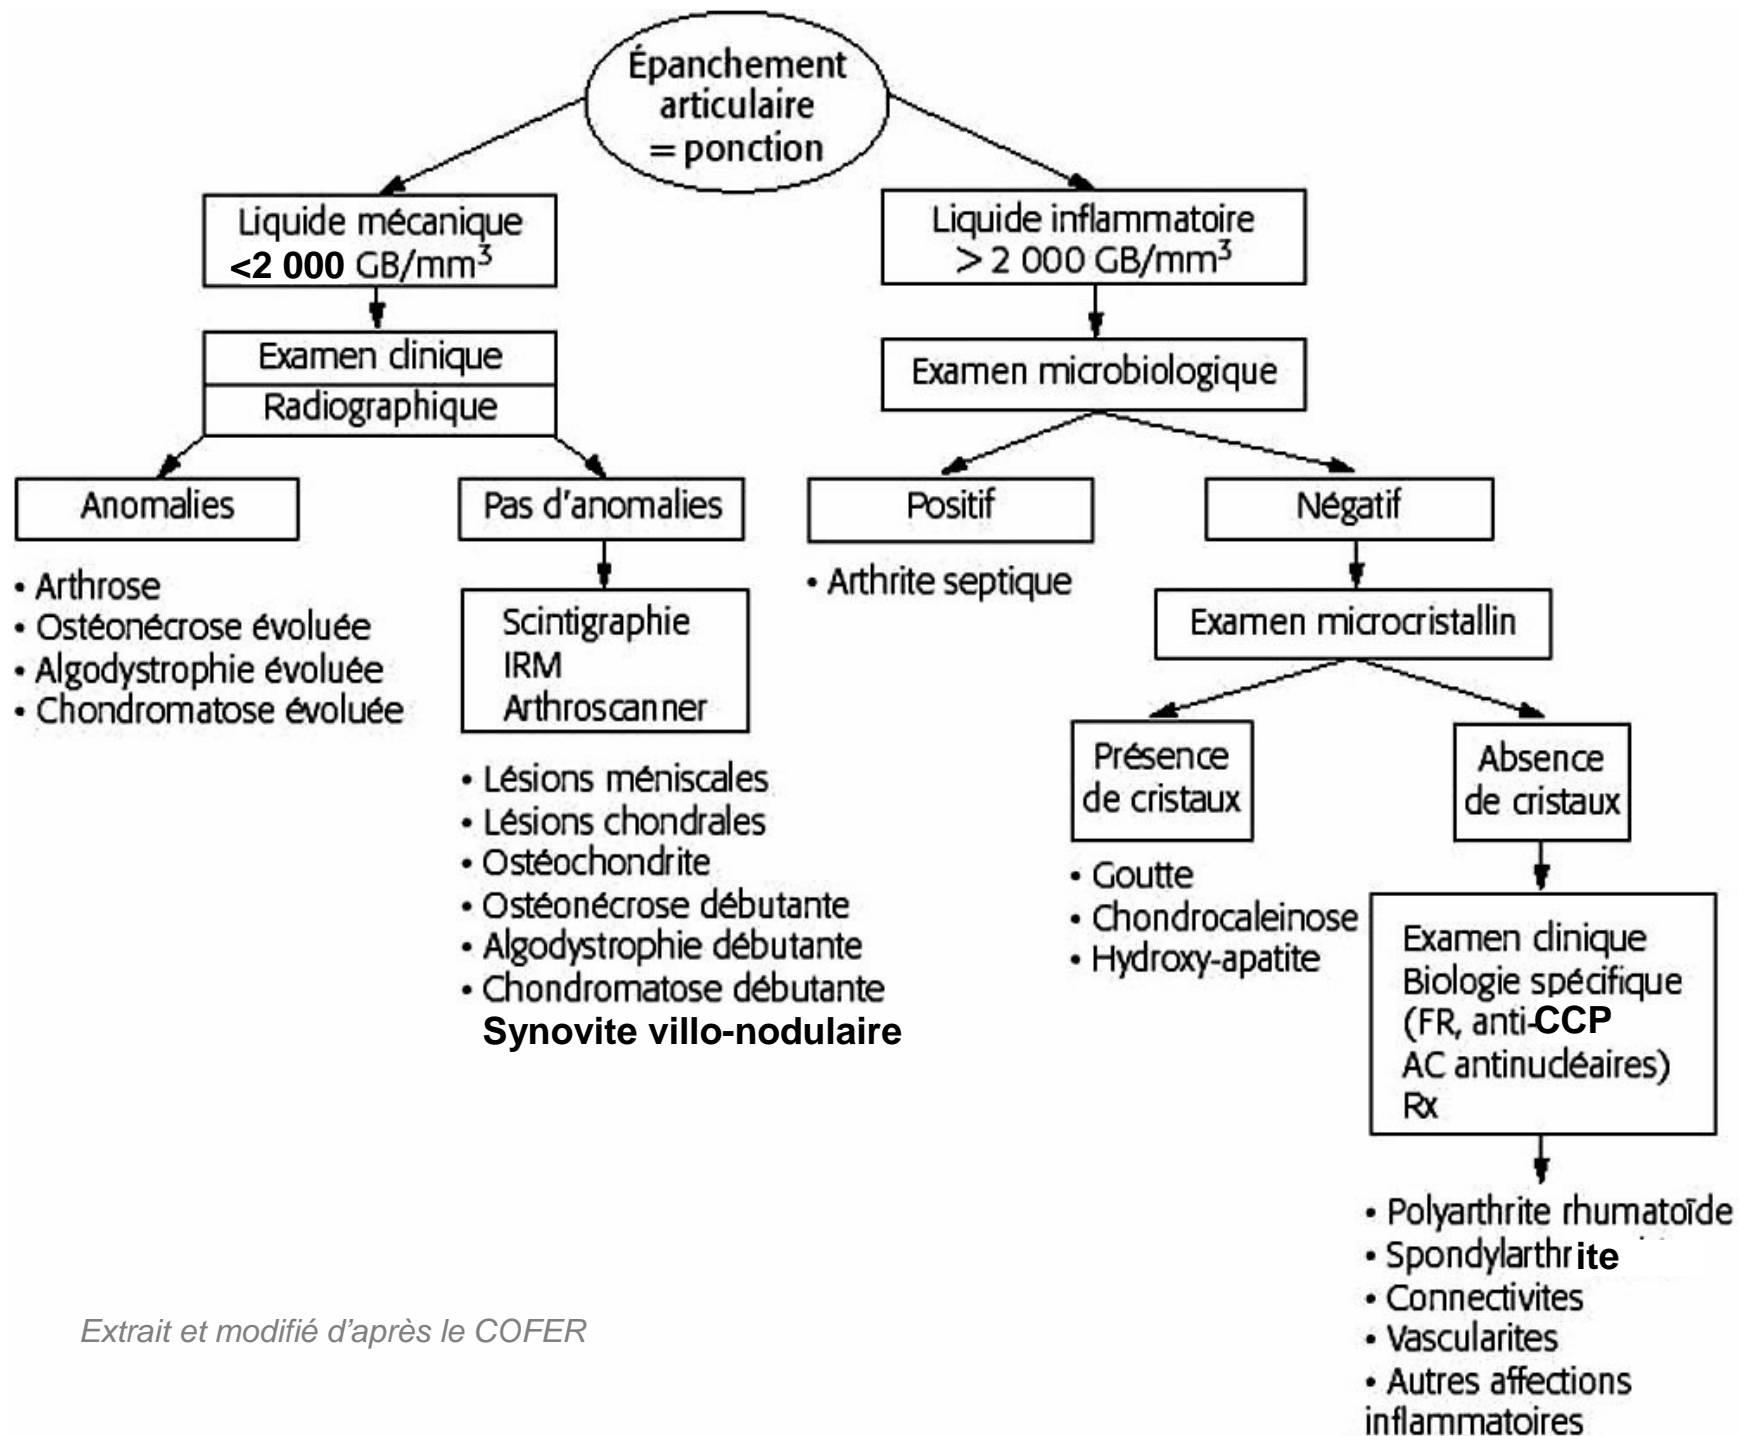 Épanchement
articulaire
= ponction
Liquide mécanique
<2 000 GB/mm³
Liquide inflammatoire
> 2 000 GB/mm³
Examen clinique
Radiographique
Examen microbiologique
Anomalies
Pas d'anomalies
Positif
Négatif
• Arthrose
• Ostéonécrose évoluée
• Algodystrophie évoluée
• Chondromatose évoluée
Scintigraphie
IRM
Arthroscanner
• Arthrite septique
Examen microcristallin
• Lésions méniscales
• Lésions chondrales
• Ostéochondrite
• Ostéonécrose débutante
• Algodystrophie débutante
• Chondromatose débutante
Synovite villo-nodulaire
Présence
de cristaux
Absence
de cristaux
• Goutte
• Chondrocaleinose
• Hydroxy-apatite
Examen clinique
Biologie spécifique
(FR, anti-CCP
AC antinucléaires)
Rx
• Polyarthrite rhumatoïde
• Spondylarthrite
• Connectivites
• Vascularites
• Autres affections
inflammatoires
Extrait et modifié d'après le COFER